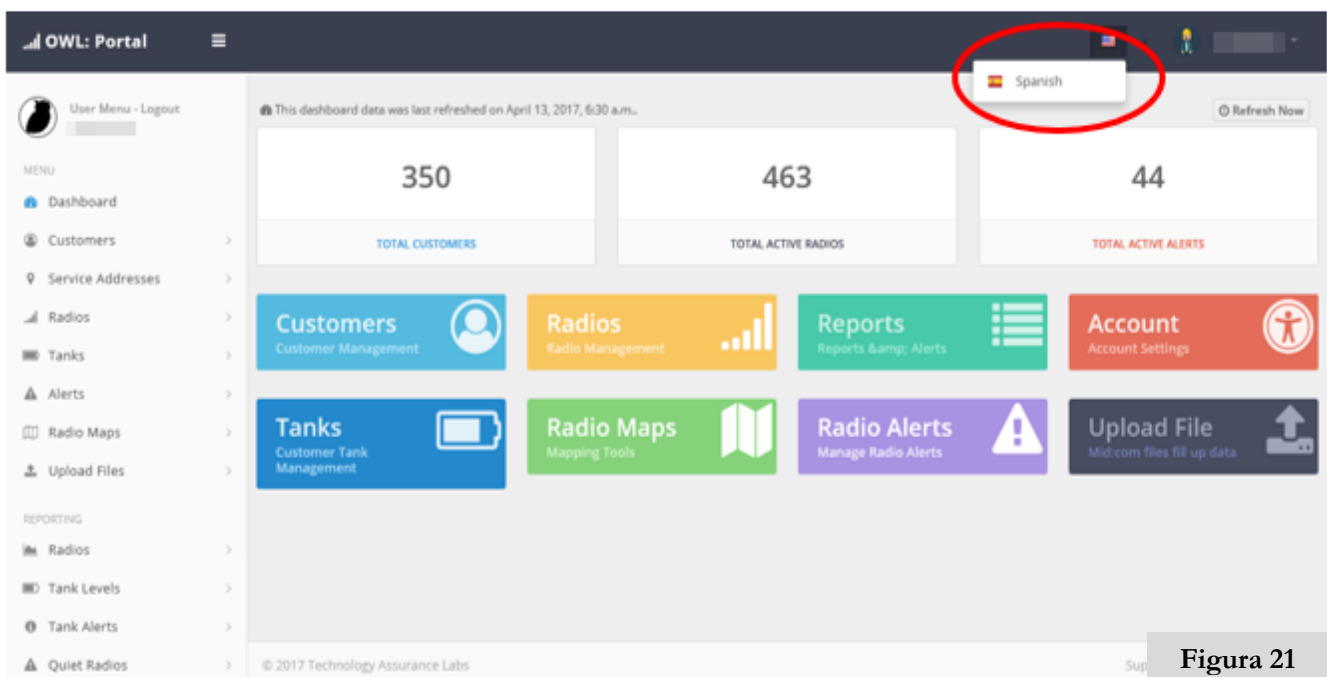 OWL: Portal
Spanish
User Menu - Logout
This dashboard data was last refreshed on April 13, 2017, 6:30 a.m..
Refresh Now
350
463
44
TOTAL CUSTOMERS
TOTAL ACTIVE RADIOS
TOTAL ACTIVE ALERTS
MENU
Dashboard
Customers
Service Addresses
Radios
Tanks
Alerts
Radio Maps
Upload Files
REPORTING
Radios
Tank Levels
Tank Alerts
Quiet Radios
Customers
Customer Management
Radios
Radio Management
Reports
Reports &amp; Alerts
Account
Account Settings
Tanks
Customer Tank
Management
Radio Maps
Mapping Tools
Radio Alerts
Manage Radio Alerts
Upload File
Mid:com files fill up data
© 2017 Technology Assurance Labs
Figura 21